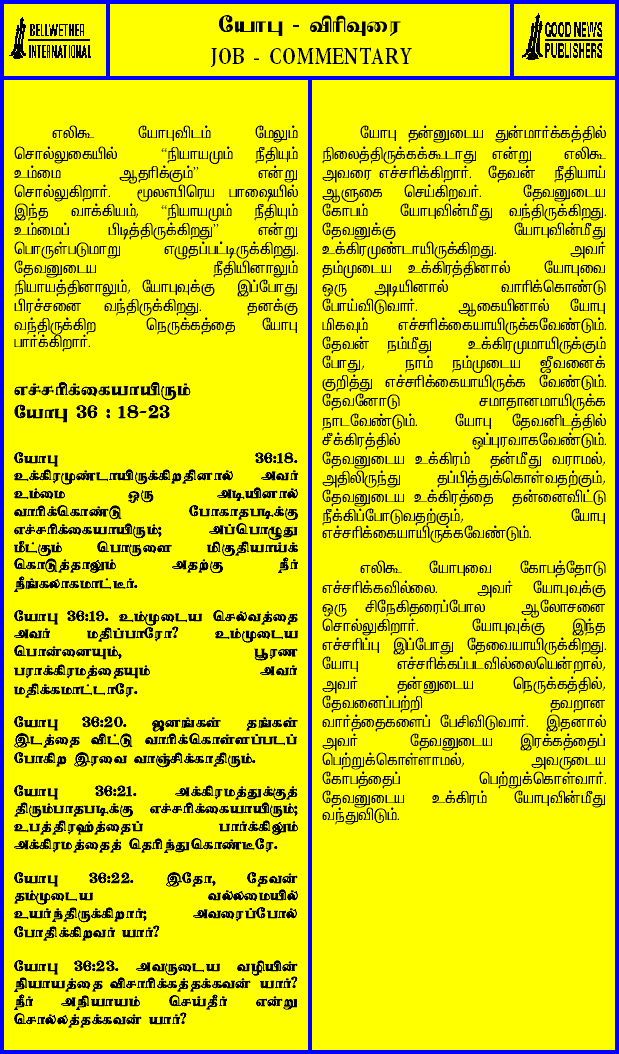 BELLWETHER
INTERNATIONAL
யோபு - விரிவுரை
JOB - COMMENTARY
GOOD NEWS
PUBLISHERS
எலிகூ யோபுவிடம் மேலும்
சொல்லுகையில் “நியாயமும் நீதியும்
உம்மை ஆதரிக்கும்” என்று
சொல்லுகிறார். மூலஎபிரெய பாஷையில்
இந்த வாக்கியம், “நியாயமும் நீதியும்
உம்மைப் பிடித்திருக்கிறது” என்று
பொருள்படுமாறு எழுதப்பட்டிருக்கிறது.
தேவனுடைய நீதியினாலும்
நியாயத்தினாலும், யோபுவுக்கு இப்போது
பிரச்சனை வந்திருக்கிறது. தனக்கு
வந்திருக்கிற நெருக்கத்தை யோபு
பார்க்கிறார்.
எச்சரிக்கையாயிரும்
யோபு 36 : 18-23
யோபு 36:18.
உக்கிரமுண்டாயிருக்கிறதினால் அவர்
உம்மை ஒரு அடியினால்
வாரிக்கொண்டு போகாதபடிக்கு
எச்சரிக்கையாயிரும்; அப்பொழுது
மீட்கும் பொருளை மிகுதியாய்க்
கொடுத்தாலும் அதற்கு நீர்
நீங்கலாகமாட்டீர்.
யோபு 36:19. உம்முடைய செல்வத்தை
அவர் மதிப்பாரோ? உம்முடைய
பொன்னையும், பூரண
பராக்கிரமத்தையும் அவர்
மதிக்கமாட்டாரே.
யோபு 36:20. ஜனங்கள் தங்கள்
இடத்தை விட்டு வாரிக்கொள்ளப்படப்
போகிற இரவை வாஞ்சிக்காதிரும்.
யோபு 36:21. அக்கிரமத்துக்குத்
திரும்பாதபடிக்கு எச்சரிக்கையாயிரும்;
உபத்திரவத்தைப் பார்க்கிலும்
அக்கிரமத்தைத் தெரிந்துகொண்டீரே.
யோபு 36:22. இதோ, தேவன்
தம்முடைய வல்லமையில்
உயர்ந்திருக்கிறார்; அவரைப்போல்
போதிக்கிறவர் யார்?
யோபு 36:23. அவருடைய வழியின்
நியாயத்தை விசாரிக்கத்தக்கவன் யார்?
நீர் அநியாயம் செய்தீர் என்று
சொல்லத்தக்கவன் யார்?
யோபு தன்னுடைய துன்மார்க்கத்தில்
நிலைத்திருக்கக்கூடாது என்று எலிகூ
அவரை எச்சரிக்கிறார். தேவன் நீதியாய்
ஆளுகை செய்கிறவர். தேவனுடைய
கோபம் யோபுவின்மீது வந்திருக்கிறது.
தேவனுக்கு யோபுவின்மீது
உக்கிரமுண்டாயிருக்கிறது. அவர்
தம்முடைய உக்கிரத்தினால் யோபுவை
ஒரு அடியினால் வாரிக்கொண்டு
போய்விடுவார். ஆகையினால் யோபு
மிகவும் எச்சரிக்கையாயிருக்கவேண்டும்.
தேவன் நம்மீது உக்கிரமுமாயிருக்கும்
போது, நாம் நம்முடைய ஜீவனைக்
குறித்து எச்சரிக்கையாயிருக்க வேண்டும்.
தேவனோடு சமாதானமாயிருக்க
நாடவேண்டும். யோபு தேவனிடத்தில்
சீக்கிரத்தில் ஒப்புரவாகவேண்டும்.
தேவனுடைய உக்கிரம் தன்மீது வராமல்,
அதிலிருந்து தப்பித்துக்கொள்வதற்கும்,
தேவனுடைய உக்கிரத்தை தன்னைவிட்டு
நீக்கிப்போடுவதற்கும், யோபு
எச்சரிக்கையாயிருக்கவேண்டும்.
எலிகூ யோபுவை கோபத்தோடு
எச்சரிக்கவில்லை. அவர் யோபுவுக்கு
ஒரு சிநேகிதரைப்போல ஆலோசனை
சொல்லுகிறார். யோபுவுக்கு இந்த
எச்சரிப்பு இப்போது தேவையாயிருக்கிறது.
யோபு எச்சரிக்கப்படவில்லையென்றால்,
அவர் தன்னுடைய நெருக்கத்தில்,
தேவனைப்பற்றி தவறான
வார்த்தைகளைப் பேசிவிடுவார். இதனால்
அவர் தேவனுடைய இரக்கத்தைப்
பெற்றுக்கொள்ளாமல், அவருடைய
கோபத்தைப் பெற்றுக்கொள்வார்.
தேவனுடைய உக்கிரம் யோபுவின்மீது
வந்துவிடும்.